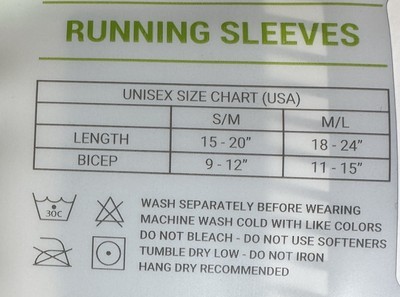 RUNNING SLEEVES
UNISEX SIZE CHART (USA)
S/M M/L
LENGTH 15 - 20" 18 - 24"
BICEP 9 - 12" 11 - 15"
30C
WASH SEPARATELY BEFORE WEARING
MACHINE WASH COLD WITH LIKE COLORS
DO NOT BLEACH - DO NOT USE SOFTENERS
TUMBLE DRY LOW - DO NOT IRON
HANG DRY RECOMMENDED